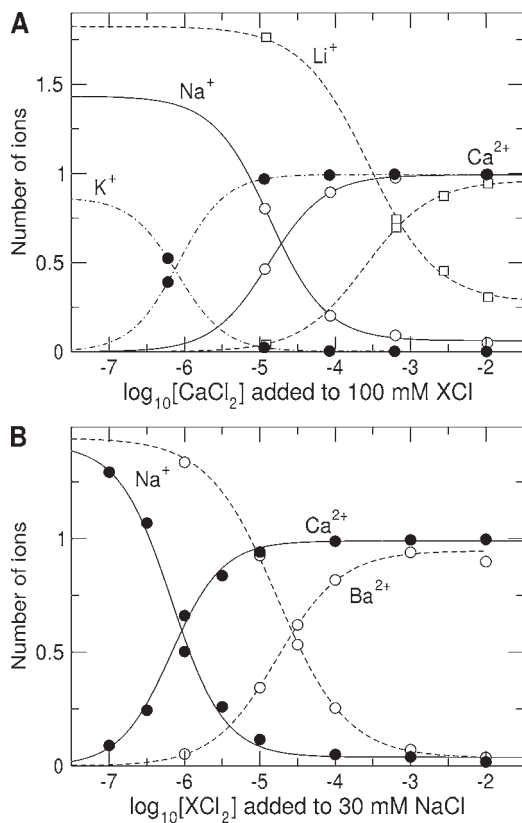 A
Number of ions
1.5
1
0.5
0
K⁺
Na⁺
Li⁺
Ca²⁺
-7 -6 -5 -4 -3 -2
log₁₀[CaCl₂] added to 100 mM XCl
B
Number of ions
1
0.5
0
Na⁺
Ca²⁺
Ba²⁺
-7 -6 -5 -4 -3 -2
log₁₀[XCl₂] added to 30 mM NaCl